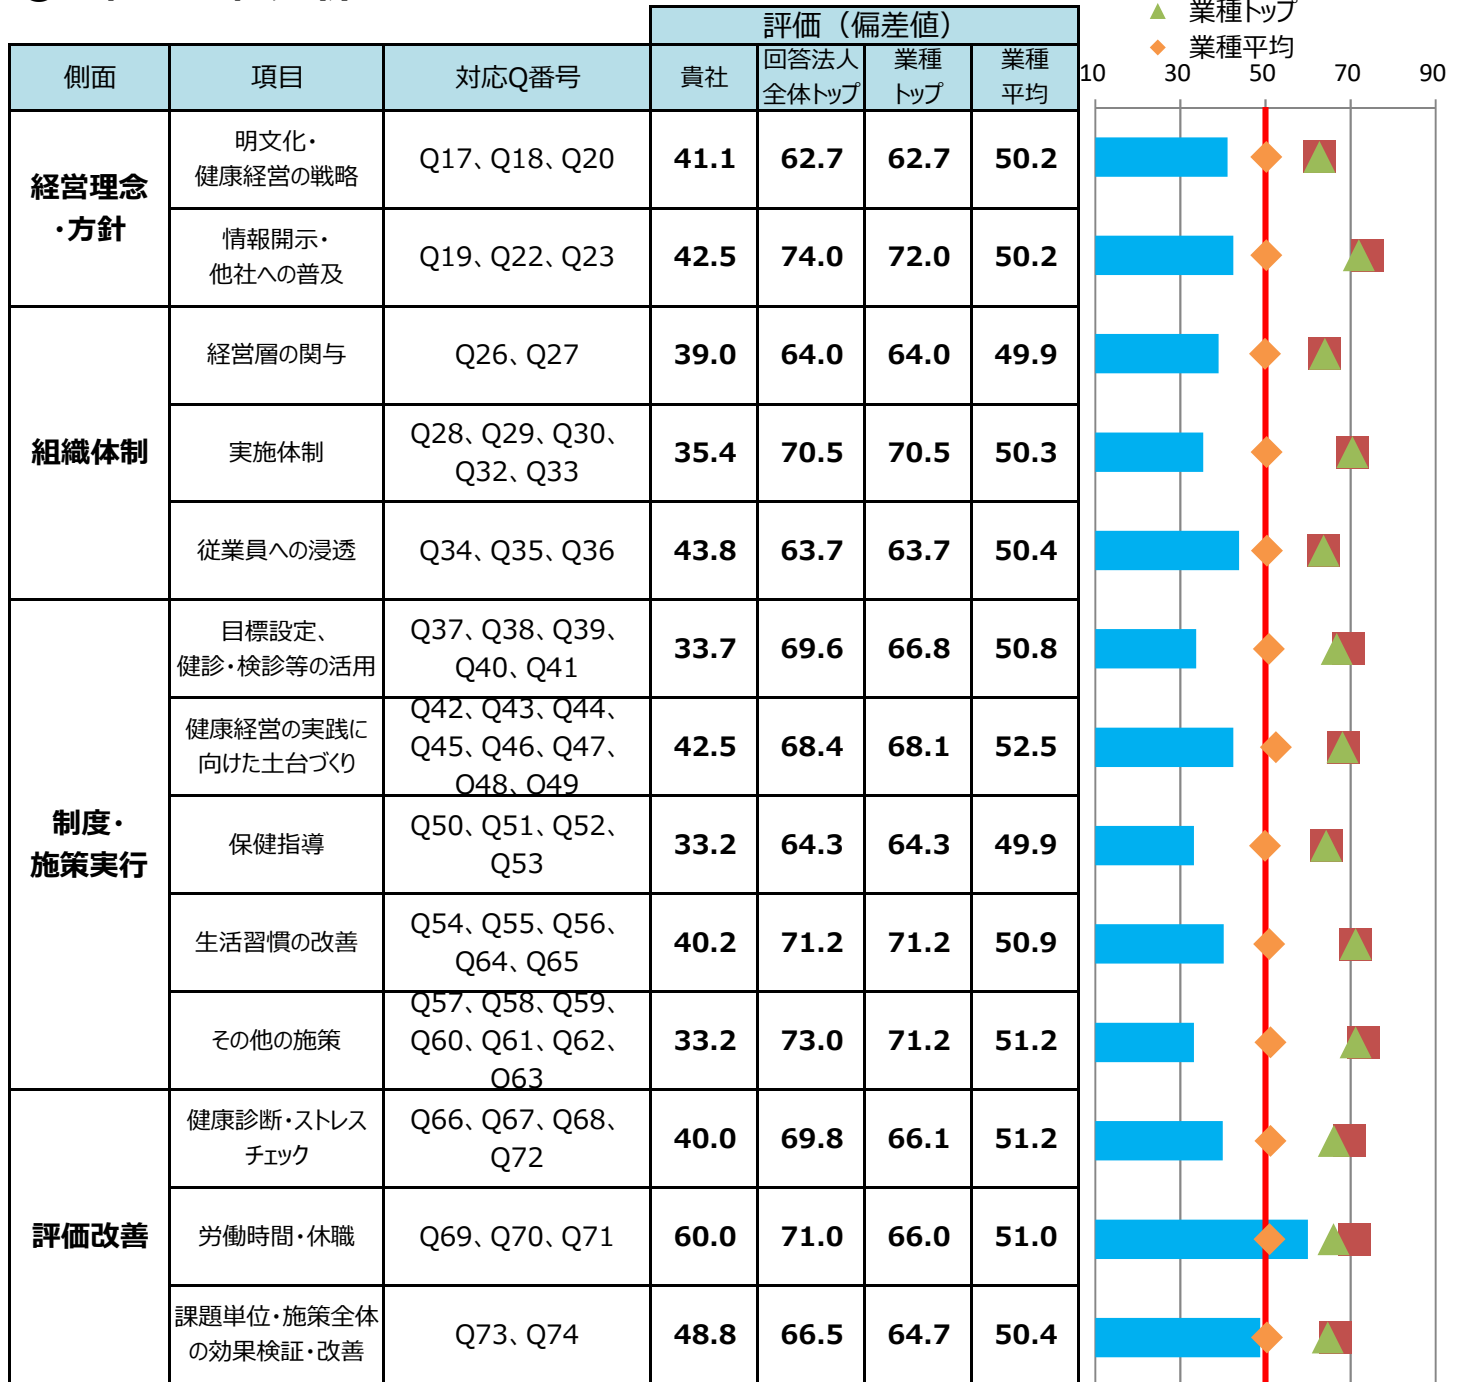 ▲ 業種トップ
◆ 業種平均
評価（偏差値）
側面 項目 対応Q番号 貴社 回答法人全体トップ 業種トップ 業種平均
10 30 50 70 90
経営理念
・方針
明文化・
健康経営の戦略
Q17、Q18、Q20
41.1 62.7 62.7 50.2
情報開示・
他社への普及
Q19、Q22、Q23
42.5 74.0 72.0 50.2
組織体制
経営層の関与
Q26、Q27
39.0 64.0 64.0 49.9
実施体制
Q28、Q29、Q30、
Q32、Q33
35.4 70.5 70.5 50.3
従業員への浸透
Q34、Q35、Q36
43.8 63.7 63.7 50.4
制度・
施策実行
目標設定、
健診・検診等の活用
Q37、Q38、Q39、
Q40、Q41
33.7 69.6 66.8 50.8
健康経営の実践に
向けた土台づくり
Q42、Q43、Q44、
Q45、Q46、Q47、
Q48、Q49
42.5 68.4 68.1 52.5
保健指導
Q50、Q51、Q52、
Q53
33.2 64.3 64.3 49.9
生活習慣の改善
Q54、Q55、Q56、
Q64、Q65
40.2 71.2 71.2 50.9
その他の施策
Q57、Q58、Q59、
Q60、Q61、Q62、
Q63
33.2 73.0 71.2 51.2
評価改善
健康診断・ストレス
チェック
Q66、Q67、Q68、
Q72
40.0 69.8 66.1 51.2
労働時間・休職
Q69、Q70、Q71
60.0 71.0 66.0 51.0
課題単位・施策全体
の効果検証・改善
Q73、Q74
48.8 66.5 64.7 50.4